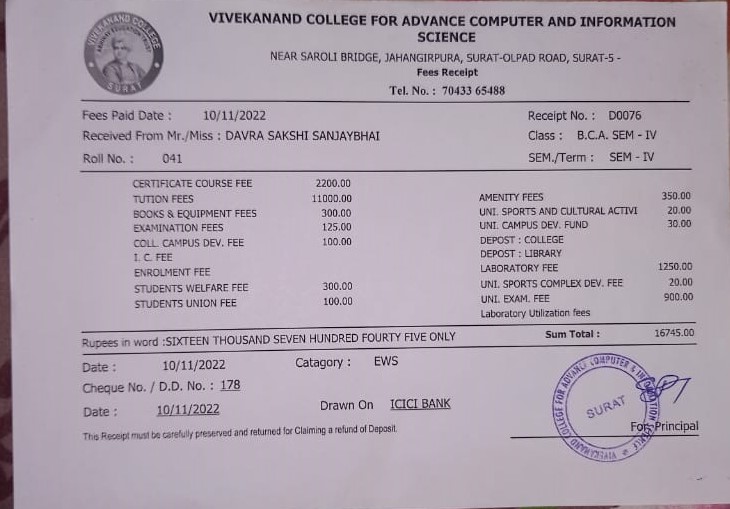 VIVEKANAND COLLEGE FOR ADVANCE COMPUTER AND INFORMATION
SCIENCE
NEAR SAROLI BRIDGE, JAHANGIRPURA, SURAT-OLPAD ROAD, SURAT-5 -
Fees Receipt
Tel. No. : 70433 65488
VIVEKANAND COLLEGE
SURAT
Fees Paid Date : 10/11/2022 Receipt No. : D0076
Received From Mr./Miss : DAVRA SAKSHI SANJAYBHAI Class : B.C.A. SEM - IV
Roll No. : 041 SEM./Term : SEM - IV
CERTIFICATE COURSE FEE 2200.00
TUTION FEES 11000.00 AMENITY FEES 350.00
BOOKS & EQUIPMENT FEES 300.00 UNI. SPORTS AND CULTURAL ACTIVI 20.00
EXAMINATION FEES 125.00 UNI. CAMPUS DEV. FUND 30.00
COLL. CAMPUS DEV. FEE 100.00 DEPOST : COLLEGE
I. C. FEE DEPOST : LIBRARY
ENROLMENT FEE LABORATORY FEE 1250.00
STUDENTS WELFARE FEE 300.00 UNI. SPORTS COMPLEX DEV. FEE 20.00
STUDENTS UNION FEE 100.00 UNI. EXAM. FEE 900.00
Laboratory Utilization fees
Rupees in word :SIXTEEN THOUSAND SEVEN HUNDRED FOURTY FIVE ONLY Sum Total : 16745.00
Date : 10/11/2022 Catagory : EWS
Cheque No. / D.D. No. : 178
Date : 10/11/2022 Drawn On ICICI BANK
This Receipt must be carefully preserved and returned for Claiming a refund of Deposit.
VIVEKANAND COLLEGE FOR ADVANCE COMPUTER & INFORMATION
SURAT
For Principal